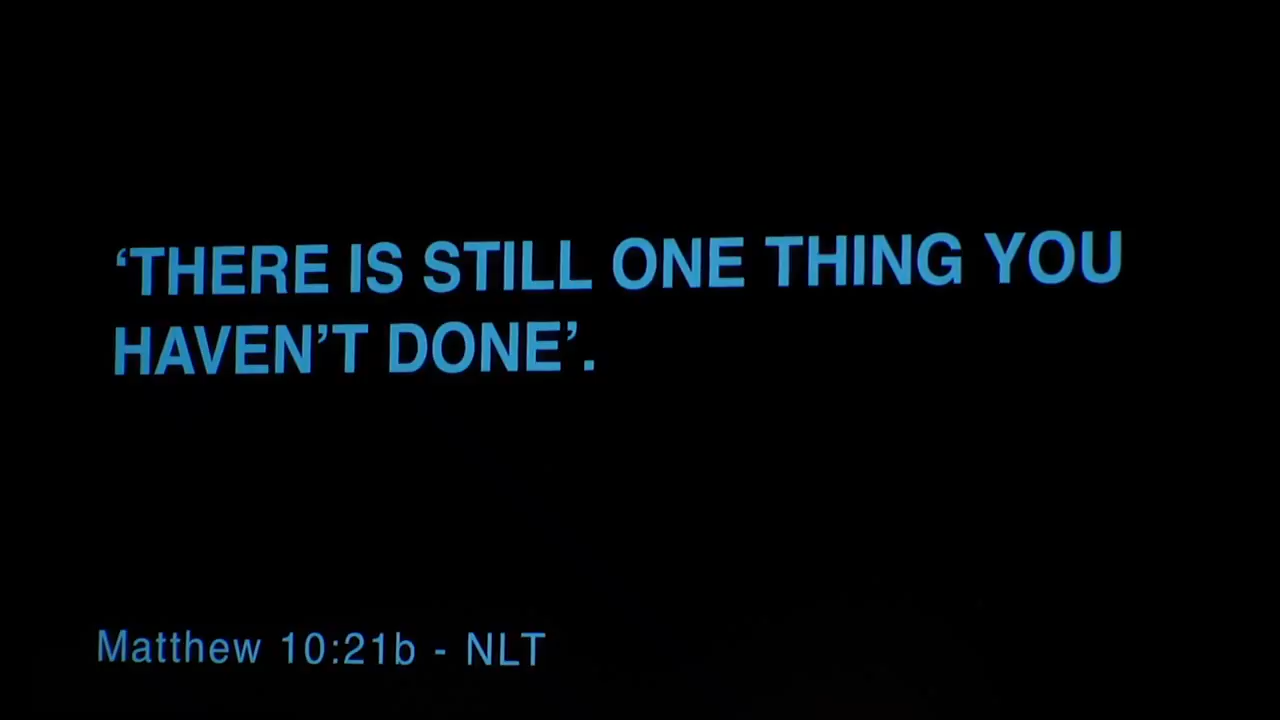 ‘THERE IS STILL ONE THING YOU
HAVEN’T DONE’.
Matthew 10:21b - NLT